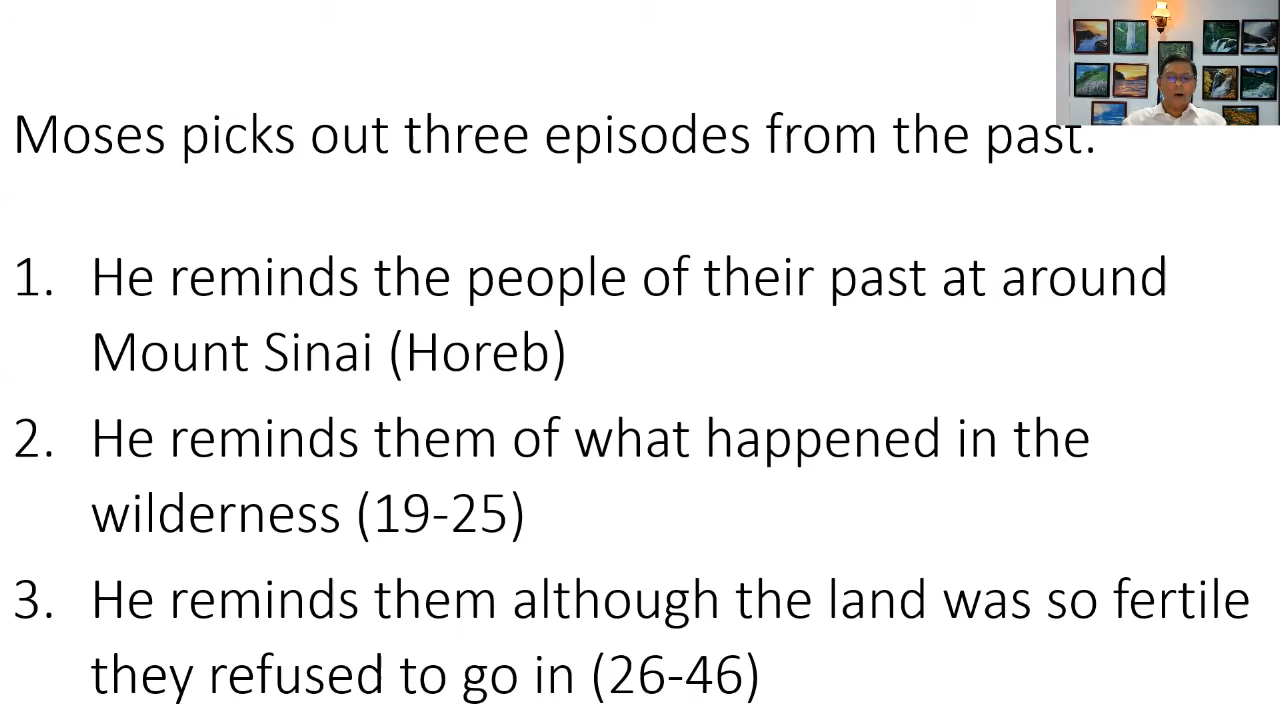 Moses picks out three episodes from the past.
1. He reminds the people of their past at around
Mount Sinai (Horeb)
2. He reminds them of what happened in the
wilderness (19-25)
3. He reminds them although the land was so fertile
they refused to go in (26-46)